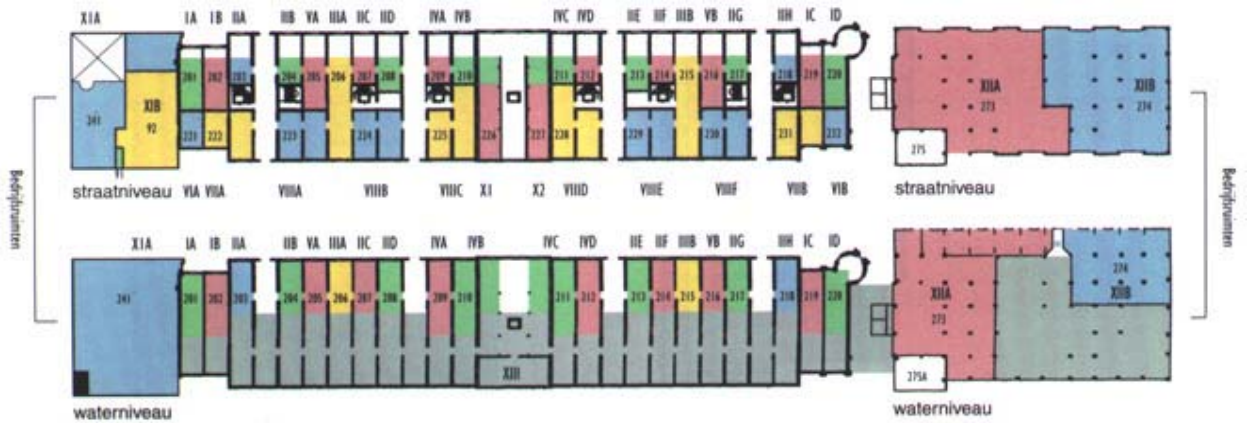 XIA IA IB IIA IIB VA IIIA IIC IID IVA IVB IVC IVD IIE IIF IIIB VB IIG IIH IC ID
201 202 203 204 205 206 207 208 209 210 211 212 213 214 215 216 217 218 219 220
XIIA XIIB
273 274
241 XIB
92
221 222 223 224 225 226 227 228 229 230 231 232
275
VI
straatniveau
VIA VIIA VIIIA VIIIB VIIIC X1 X2 VIIID VIIIE VIIIF VIIB VIB
straatniveau
Bedrijfsruimten
Bedrijfsruimten
XIA IA IB IIA IIB VA IIIA IIC IID IVA IVB IVC IVD IIE IIF IIIB VB IIG IIH IC ID
241 201 202 203 204 205 206 207 208 209 210 211 212 213 214 215 216 217 218 219 220
274
XIIA XIIB
273
XIII
275A
waterniveau
waterniveau